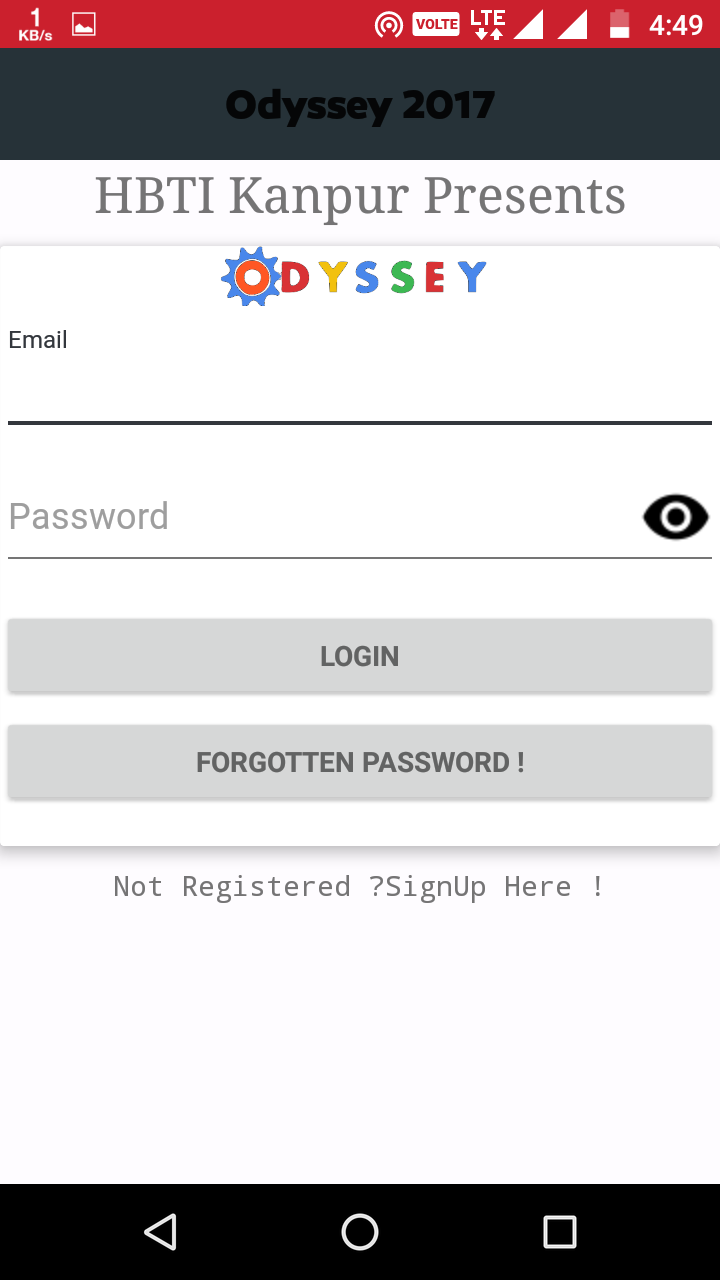 1
KB/s
VOLTE
LTE
4:49
Odyssey 2017
HBTI Kanpur Presents
ODYSSEY
Email
Password
LOGIN
FORGOTTEN PASSWORD !
Not Registered ?SignUp Here !